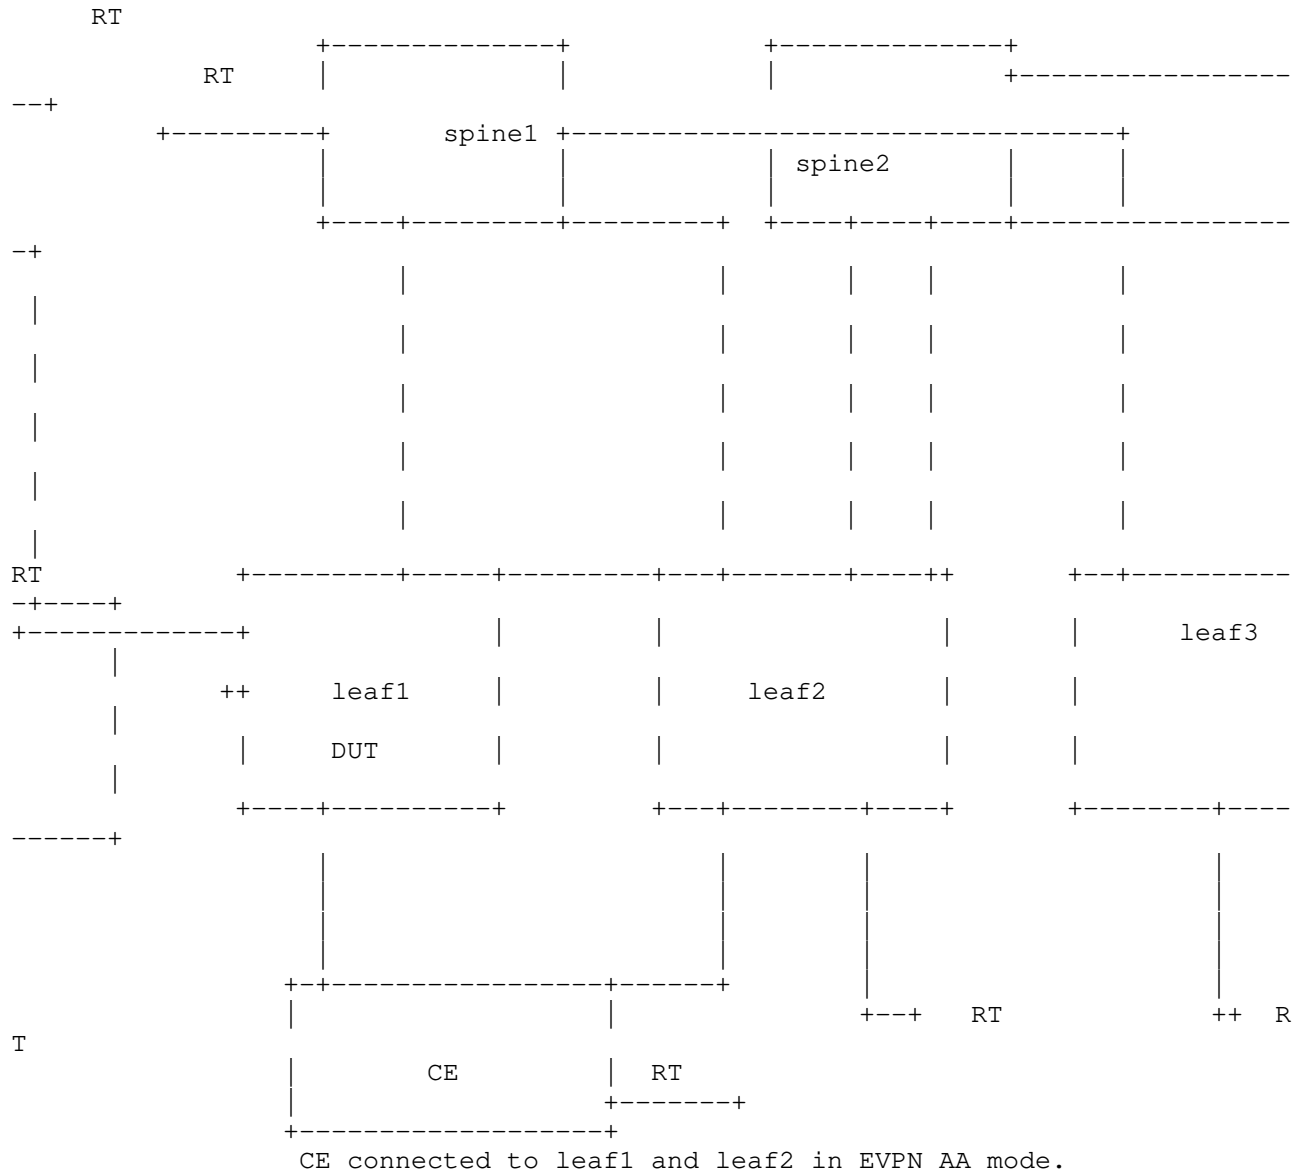 RT
RT
spine1
spine2
RT
leaf3
leaf1 leaf2
DUT
RT R
T
CE RT
CE connected to leaf1 and leaf2 in EVPN AA mode.